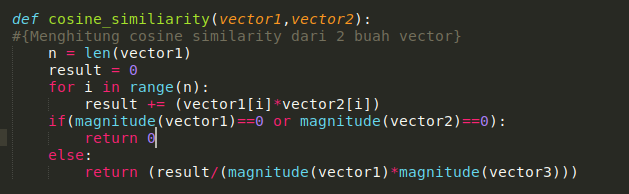 def cosine_similiarity(vector1,vector2):
#{Menghitung cosine similarity dari 2 buah vector}
    n = len(vector1)
    result = 0
    for i in range(n):
        result += (vector1[i]*vector2[i])
    if(magnitude(vector1)==0 or magnitude(vector2)==0):
        return 0
    else:
        return (result/(magnitude(vector1)*magnitude(vector3)))